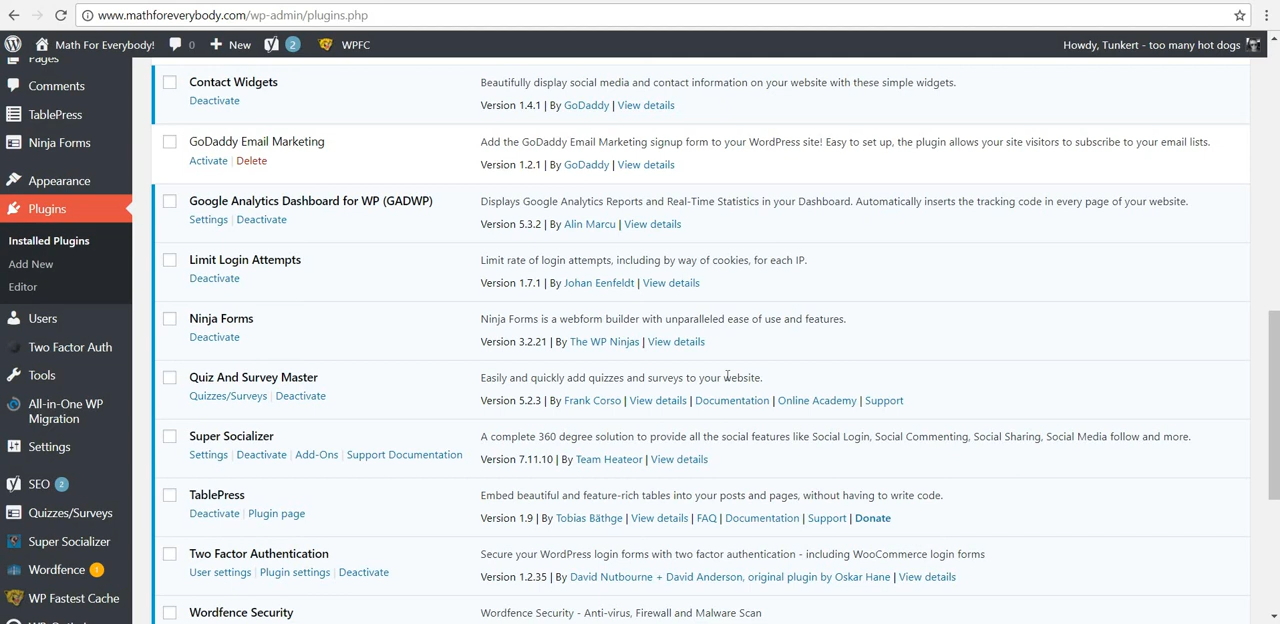 www.mathforeverybody.com/wp-admin/plugins.php
Math For Everybody! 0 New 2 WPFC Howdy, Tunkert - too many hot dogs
Pages
Comments
TablePress
Ninja Forms
Appearance
Plugins
Installed Plugins
Add New
Editor
Users
Two Factor Auth
Tools
All-in-One WP
Migration
Settings
SEO 2
Quizzes/Surveys
Super Socializer
Wordfence !
WP Fastest Cache
Contact Widgets
Deactivate
Beautifully display social media and contact information on your website with these simple widgets.
Version 1.4.1 | By GoDaddy | View details
GoDaddy Email Marketing
Activate | Delete
Add the GoDaddy Email Marketing signup form to your WordPress site! Easy to set up, the plugin allows your site visitors to subscribe to your email lists.
Version 1.2.1 | By GoDaddy | View details
Google Analytics Dashboard for WP (GADWP)
Settings | Deactivate
Displays Google Analytics Reports and Real-Time Statistics in your Dashboard. Automatically inserts the tracking code in every page of your website.
Version 5.3.2 | By Alin Marcu | View details
Limit Login Attempts
Deactivate
Limit rate of login attempts, including by way of cookies, for each IP.
Version 1.7.1 | By Johan Eenfeldt | View details
Ninja Forms
Deactivate
Ninja Forms is a webform builder with unparalleled ease of use and features.
Version 3.2.21 | By The WP Ninjas | View details
Quiz And Survey Master
Quizzes/Surveys | Deactivate
Easily and quickly add quizzes and surveys to your website.
Version 5.2.3 | By Frank Corso | View details | Documentation | Online Academy | Support
Super Socializer
Settings | Deactivate | Add-Ons | Support Documentation
A complete 360 degree solution to provide all the social features like Social Login, Social Commenting, Social Sharing, Social Media follow and more.
Version 7.11.10 | By Team Heateor | View details
TablePress
Deactivate | Plugin page
Embed beautiful and feature-rich tables into your posts and pages, without having to write code.
Version 1.9 | By Tobias Bäthge | View details | FAQ | Documentation | Support | Donate
Two Factor Authentication
User settings | Plugin settings | Deactivate
Secure your WordPress login forms with two factor authentication - including WooCommerce login forms
Version 1.2.35 | By David Nutbourne + David Anderson, original plugin by Oskar Hane | View details
Wordfence Security
Wordfence Security - Anti-virus, Firewall and Malware Scan